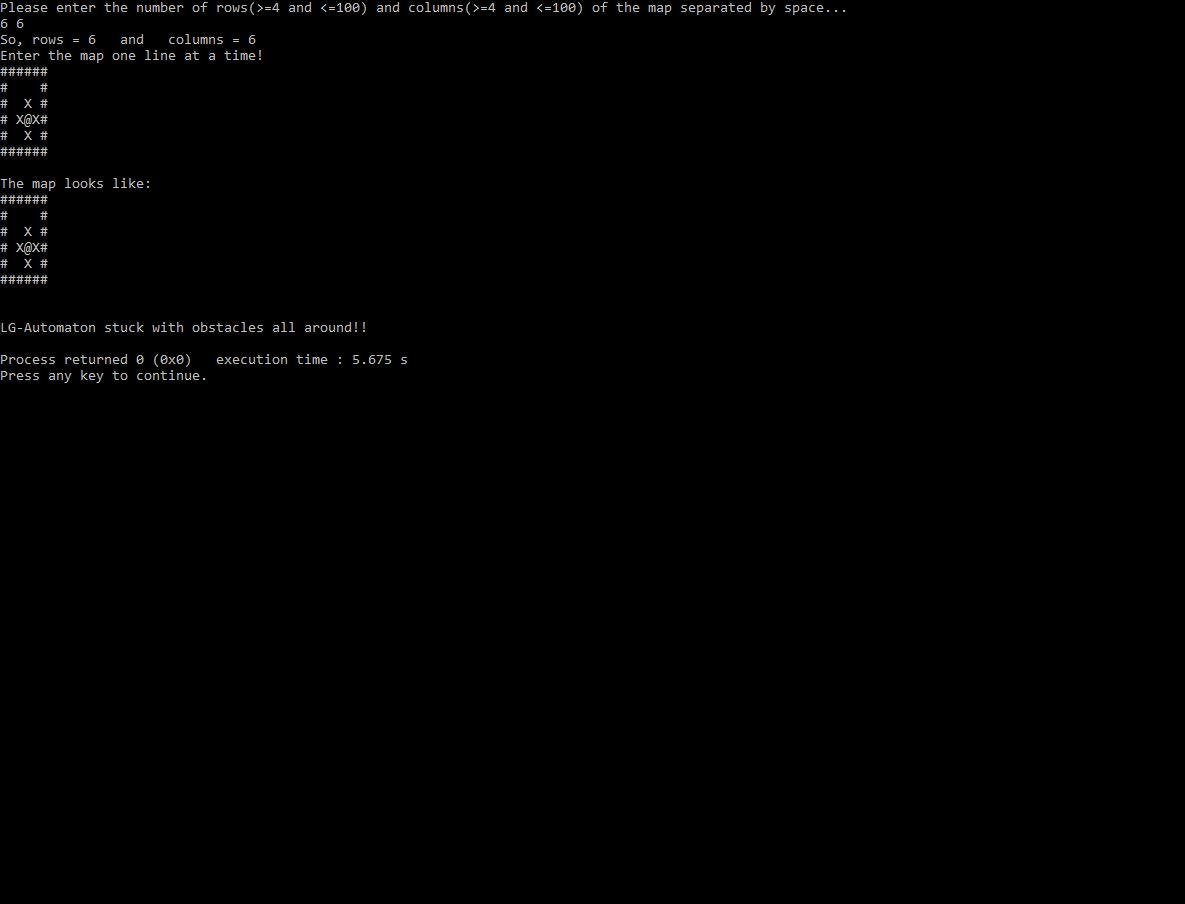 Please enter the number of rows(>=4 and <=100) and columns(>=4 and <=100) of the map separated by space...
6 6
So, rows = 6   and   columns = 6
Enter the map one line at a time!
######
#    #
#  X #
# X@X#
#  X #
######
The map looks like:
######
#    #
#  X #
# X@X#
#  X #
######
LG-Automaton stuck with obstacles all around!!
Process returned 0 (0x0)   execution time : 5.675 s
Press any key to continue.